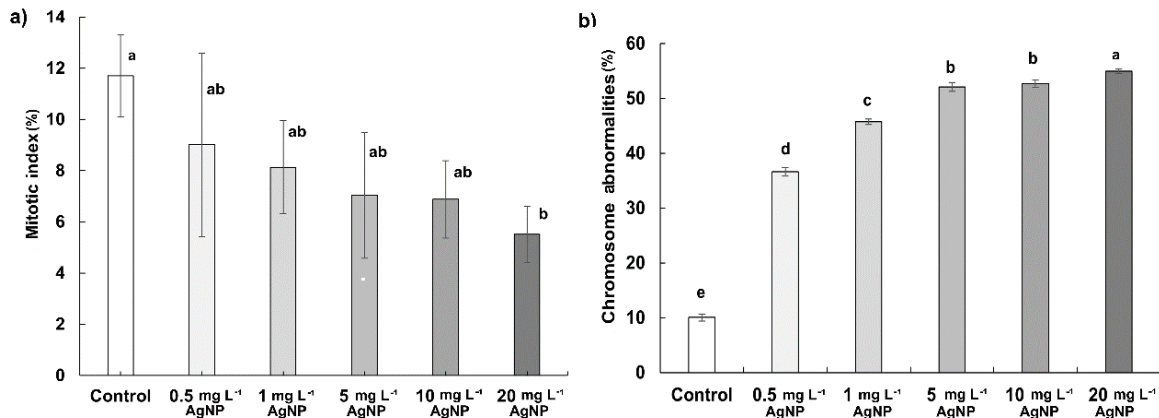 a)
Mitotic index (%)
14
12
10
8
6
4
2
0
a
ab
ab
ab
ab
b
Control
0.5 mg L⁻¹ AgNP
1 mg L⁻¹ AgNP
5 mg L⁻¹ AgNP
10 mg L⁻¹ AgNP
20 mg L⁻¹ AgNP
b)
Chromosome abnormalities (%)
60
50
40
30
20
10
0
e
d
c
b
b
a
Control
0.5 mg L⁻¹
AgNP
1 mg L⁻¹
AgNP
5 mg L⁻¹
AgNP
10 mg L⁻¹
AgNP
20 mg L⁻¹
AgNP